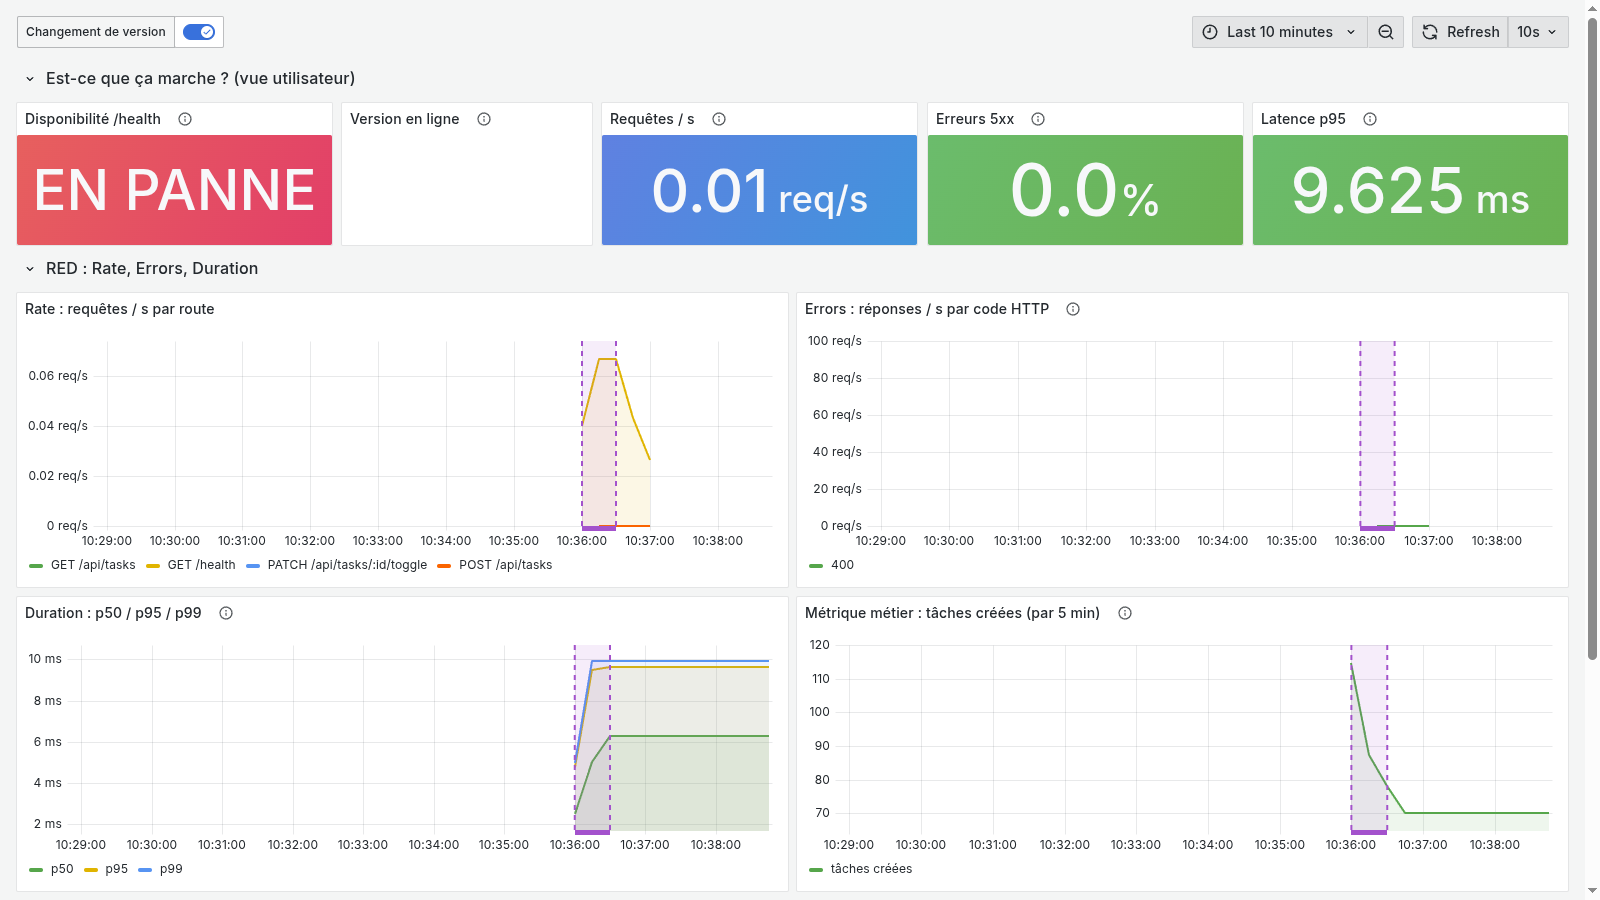 Changement de version
Last 10 minutes
Refresh
10s
Est-ce que ça marche ? (vue utilisateur)
Disponibilité /health
Version en ligne
Requêtes / s
Erreurs 5xx
Latence p95
EN PANNE
0.01 req/s
0.0%
9.625 ms
RED : Rate, Errors, Duration
Rate : requêtes / s par route
0.06 req/s
0.04 req/s
0.02 req/s
0 req/s
10:29:00 10:30:00 10:31:00 10:32:00 10:33:00 10:34:00 10:35:00 10:36:00 10:37:00 10:38:00
GET /api/tasks GET /health PATCH /api/tasks/:id/toggle POST /api/tasks
Errors : réponses / s par code HTTP
100 req/s
80 req/s
60 req/s
40 req/s
20 req/s
0 req/s
10:29:00 10:30:00 10:31:00 10:32:00 10:33:00 10:34:00 10:35:00 10:36:00 10:37:00 10:38:00
400
Duration : p50 / p95 / p99
10 ms
8 ms
6 ms
4 ms
2 ms
10:29:00 10:30:00 10:31:00 10:32:00 10:33:00 10:34:00 10:35:00 10:36:00 10:37:00 10:38:00
p50 p95 p99
Métrique métier : tâches créées (par 5 min)
120
110
100
90
80
70
10:29:00 10:30:00 10:31:00 10:32:00 10:33:00 10:34:00 10:35:00 10:36:00 10:37:00 10:38:00
tâches créées